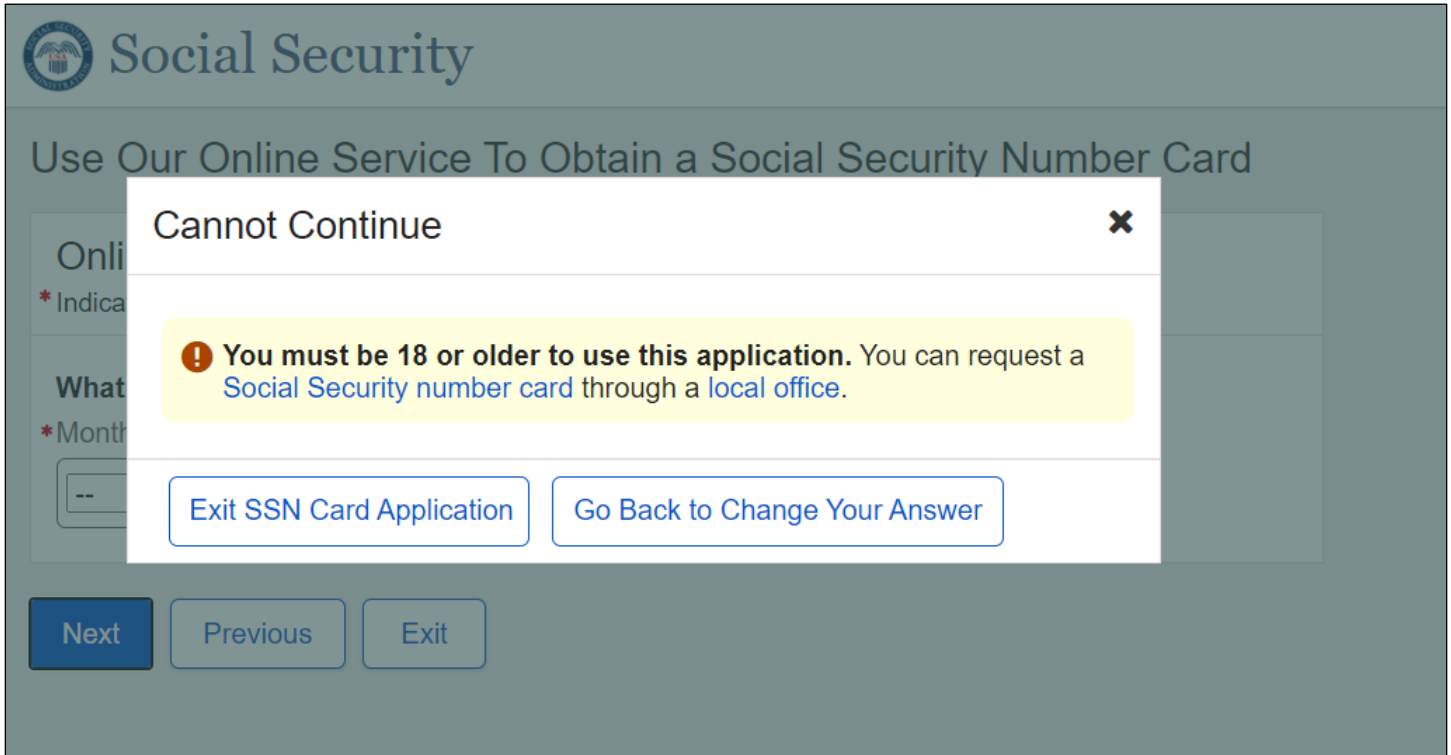 Social Security
Use Our Online Service To Obtain a Social Security Number Card
Cannot Continue
Onli
* Indica
You must be 18 or older to use this application. You can request a
Social Security number card through a local office.
What
*Month
--
Exit SSN Card Application Go Back to Change Your Answer
Next Previous Exit